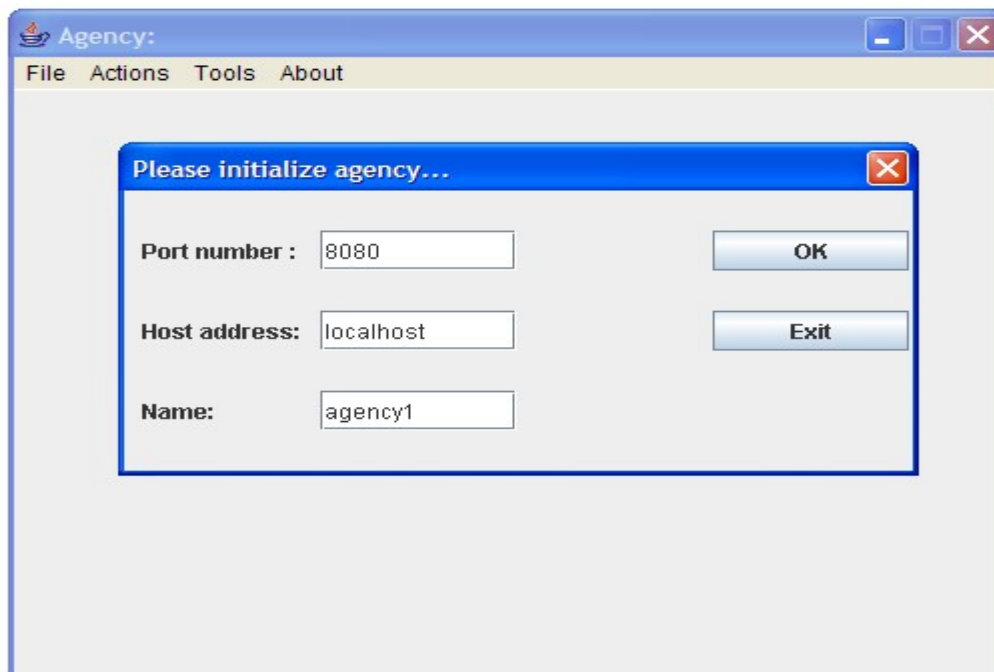 Agency:
File Actions Tools About
Please initialize agency...
Port number : 8080 OK
Host address: localhost Exit
Name: agency1